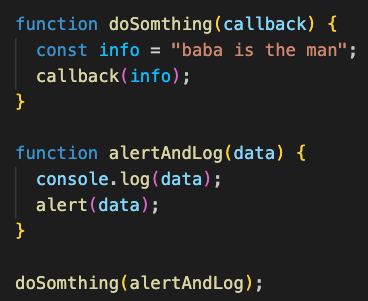 function doSomthing(callback) {
  const info = "baba is the man";
  callback(info);
}

function alertAndLog(data) {
  console.log(data);
  alert(data);
}

doSomthing(alertAndLog);